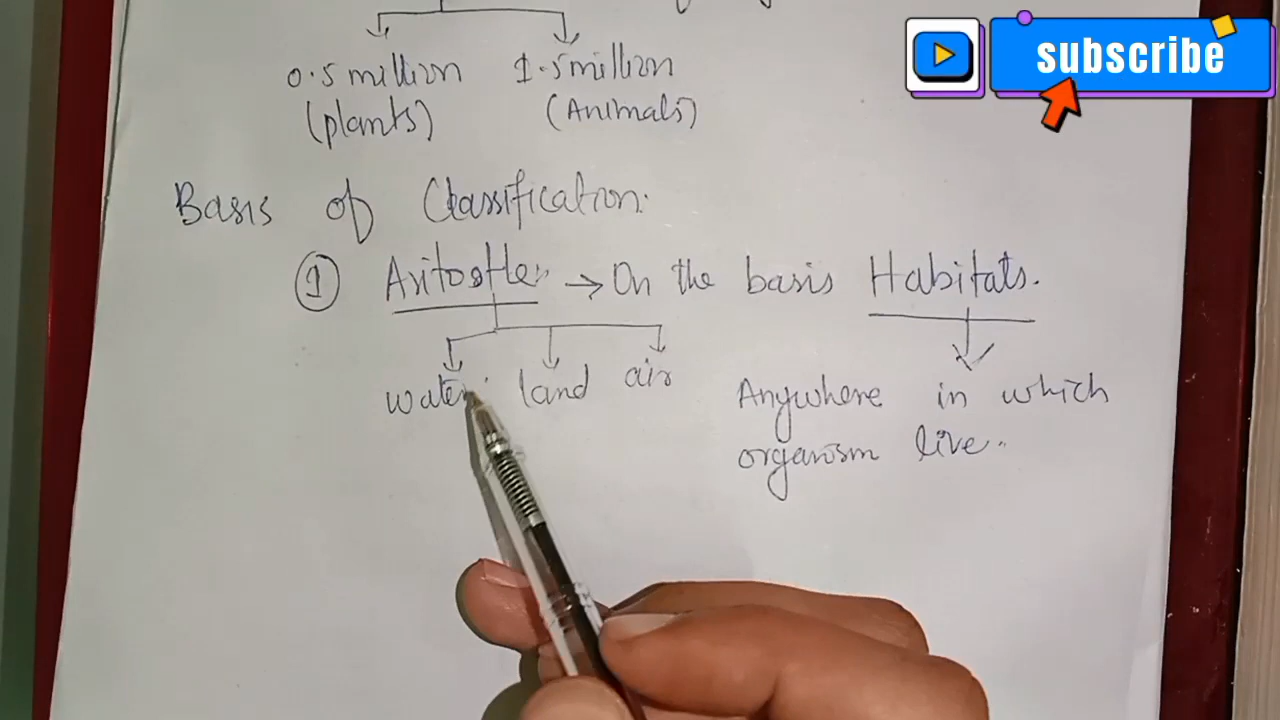 subscribe
0.5 million 1.5 million
(plants) (Animals)
Basis of Classification.
① Aritostle → On the basis Habitats.
water land air
Anywhere in which
organism live.